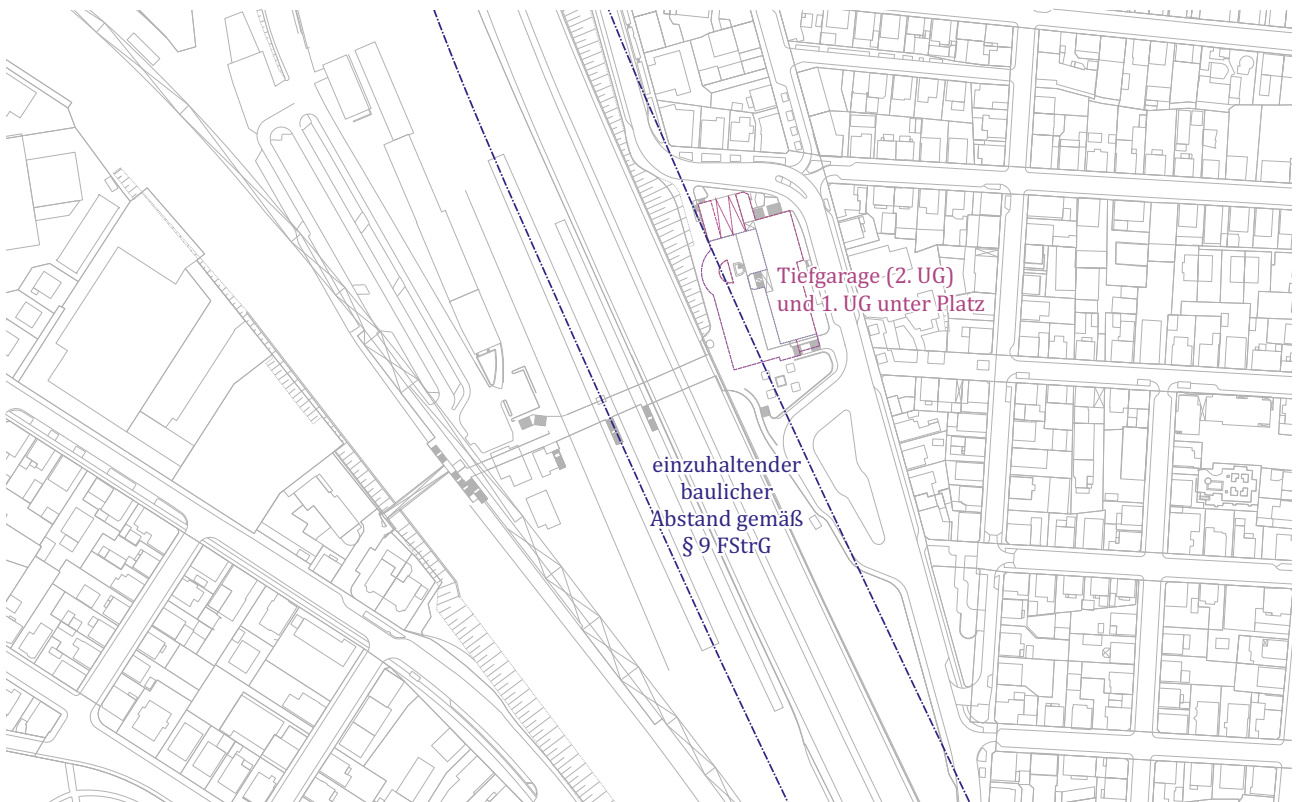 Tiefgarage (2. UG)
und 1. UG unter Platz
einzuhaltender
baulicher
Abstand gemäß
§ 9 FStrG